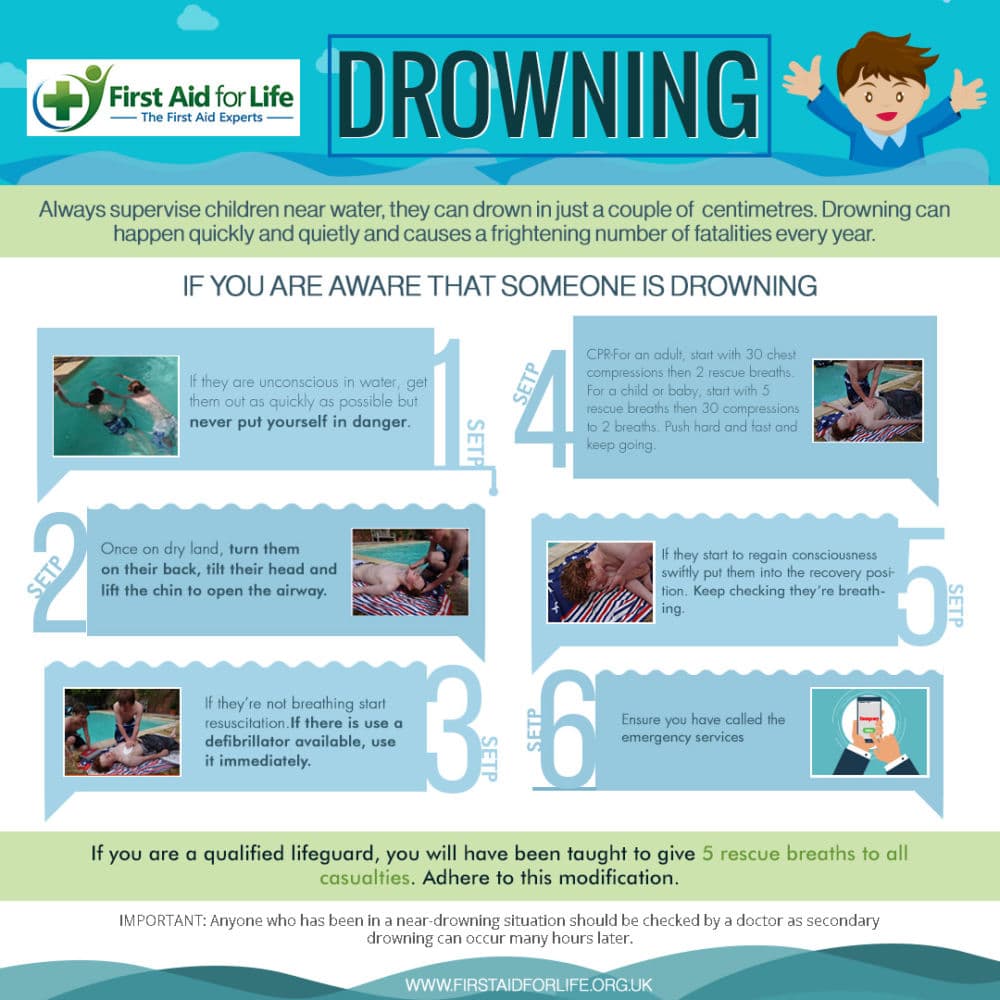 First Aid for Life
The First Aid Experts
DROWNING
Always supervise children near water, they can drown in just a couple of centimetres. Drowning can
happen quickly and quietly and causes a frightening number of fatalities every year.
IF YOU ARE AWARE THAT SOMEONE IS DROWNING
1
SETP
If they are unconscious in water, get
them out as quickly as possible but
never put yourself in danger.
2
SETP
Once on dry land, turn them
on their back, tilt their head and
lift the chin to open the airway.
3
SETP
If they're not breathing start
resuscitation.If there is use a
defibrillator available, use
it immediately.
4
SETP
CPR-For an adult, start with 30 chest
compressions then 2 rescue breaths.
For a child or baby, start with 5
rescue breaths then 30 compressions
to 2 breaths. Push hard and fast and
keep going.
5
SETP
If they start to regain consciousness
swiftly put them into the recovery posi-
tion. Keep checking they're breath-
ing.
6
SETP
Ensure you have called the
emergency services
If you are a qualified lifeguard, you will have been taught to give 5 rescue breaths to all
casualties. Adhere to this modification.
IMPORTANT: Anyone who has been in a near-drowning situation should be checked by a doctor as secondary
drowning can occur many hours later.
WWW.FIRSTAIDFORLIFE.ORG.UK